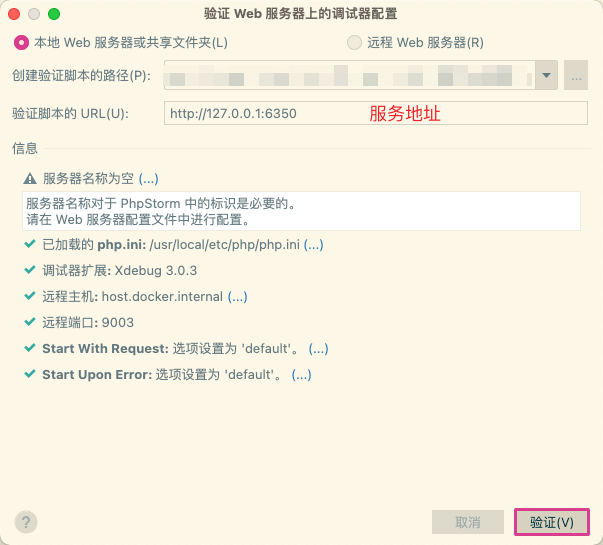 验证 Web 服务器上的调试器配置
本地 Web 服务器或共享文件夹(L)
远程 Web 服务器(R)
创建验证脚本的路径(P):
...
验证脚本的 URL(U):
http://127.0.0.1:6350
服务地址
信息
服务器名称为空 (...)
服务器名称对于 PhpStorm 中的标识是必要的。
请在 Web 服务器配置文件中进行配置。
已加载的 php.ini: /usr/local/etc/php/php.ini (...)
调试器扩展: Xdebug 3.0.3
远程主机: host.docker.internal (...)
远程端口: 9003
Start With Request: 选项设置为 'default'。 (...)
Start Upon Error: 选项设置为 'default'。 (...)
?
取消
验证(V)